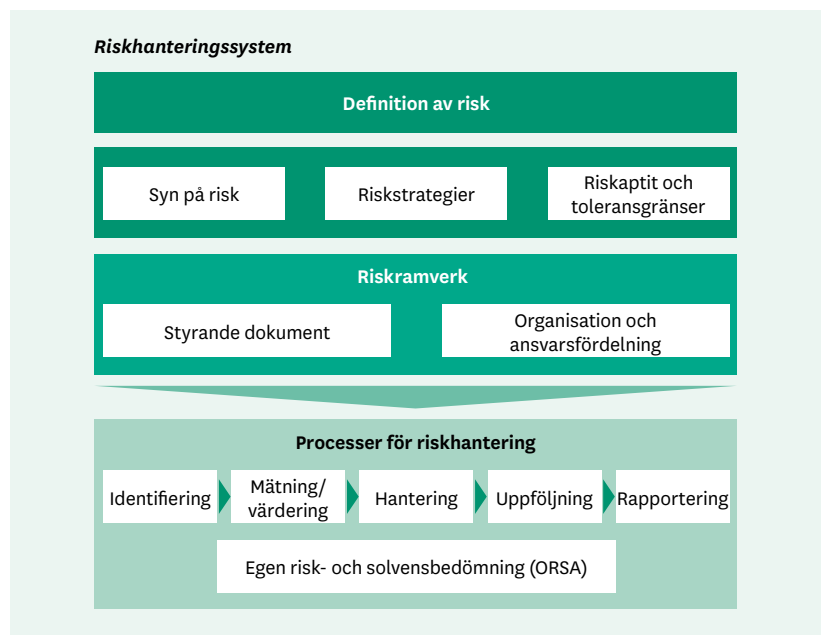 Riskhanteringssystem
Definition av risk
Syn på risk
Riskstrategier
Riskaptit och
toleransgränser
Riskramverk
Styrande dokument
Organisation och
ansvarsfördelning
Processer för riskhantering
Identifiering
Mätning/
värdering
Hantering
Uppföljning
Rapportering
Egen risk- och solvensbedömning (ORSA)